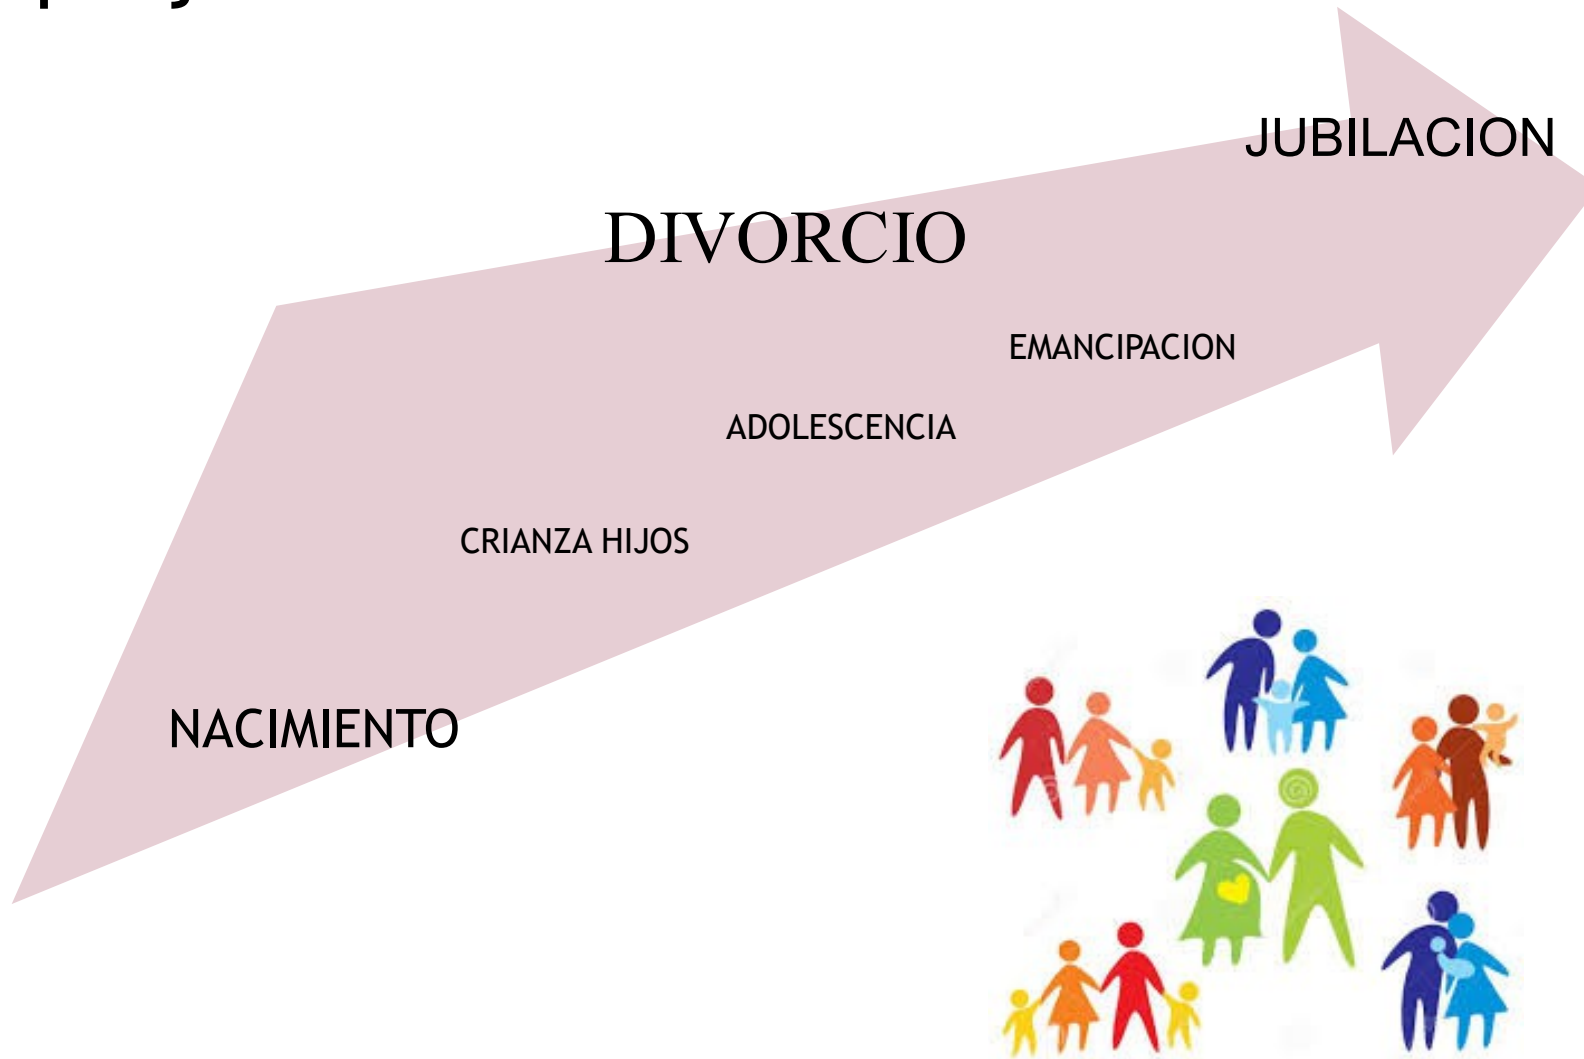 JUBILACION
DIVORCIO
EMANCIPACION
ADOLESCENCIA
CRIANZA HIJOS
NACIMIENTO